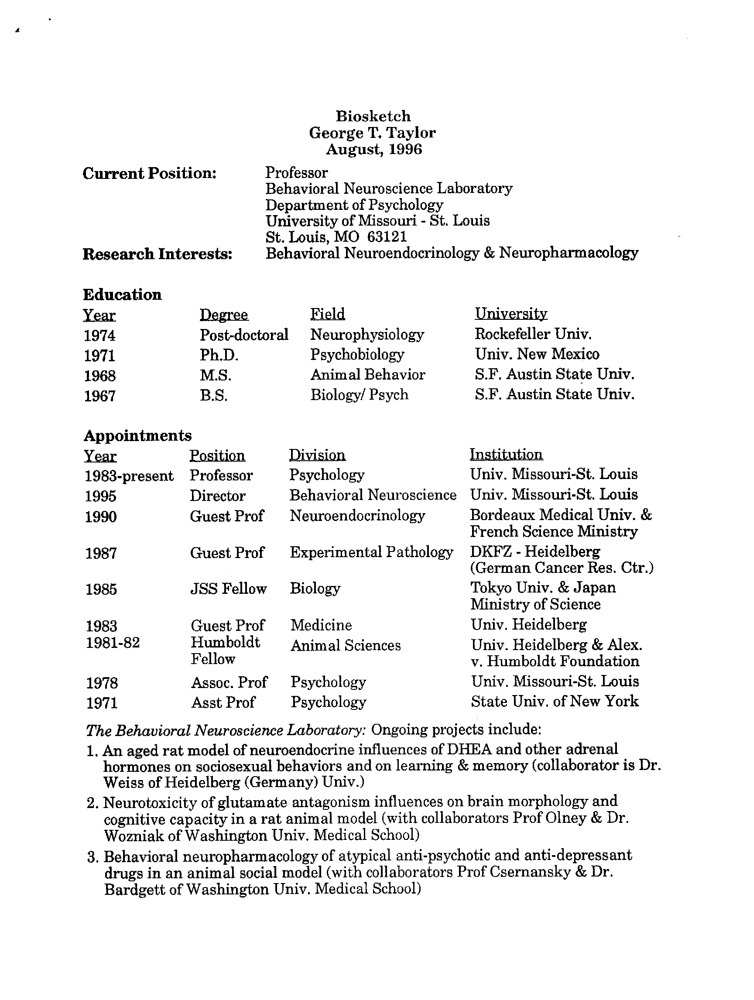 Biosketch
George T. Taylor
August, 1996
Current Position: Professor
Behavioral Neuroscience Laboratory
Department of Psychology
University of Missouri - St. Louis
St. Louis, MO 63121
Research Interests: Behavioral Neuroendocrinology & Neuropharmacology
Education
Year Degree Field University
1974 Post-doctoral Neurophysiology Rockefeller Univ.
1971 Ph.D. Psychobiology Univ. New Mexico
1968 M.S. Animal Behavior S.F. Austin State Univ.
1967 B.S. Biology/ Psych S.F. Austin State Univ.
Appointments
Year Position Division Institution
1983-present Professor Psychology Univ. Missouri-St. Louis
1995 Director Behavioral Neuroscience Univ. Missouri-St. Louis
1990 Guest Prof Neuroendocrinology Bordeaux Medical Univ. &
French Science Ministry
1987 Guest Prof Experimental Pathology DKFZ - Heidelberg
(German Cancer Res. Ctr.)
1985 JSS Fellow Biology Tokyo Univ. & Japan
Ministry of Science
1983 Guest Prof Medicine Univ. Heidelberg
1981-82 Humboldt Animal Sciences Univ. Heidelberg & Alex.
Fellow v. Humboldt Foundation
1978 Assoc. Prof Psychology Univ. Missouri-St. Louis
1971 Asst Prof Psychology State Univ. of New York
The Behavioral Neuroscience Laboratory: Ongoing projects include:
1. An aged rat model of neuroendocrine influences of DHEA and other adrenal
hormones on sociosexual behaviors and on learning & memory (collaborator is Dr.
Weiss of Heidelberg (Germany) Univ.)
2. Neurotoxicity of glutamate antagonism influences on brain morphology and
cognitive capacity in a rat animal model (with collaborators Prof Olney & Dr.
Wozniak of Washington Univ. Medical School)
3. Behavioral neuropharmacology of atypical anti-psychotic and anti-depressant
drugs in an animal social model (with collaborators Prof Csernansky & Dr.
Bardgett of Washington Univ. Medical School)